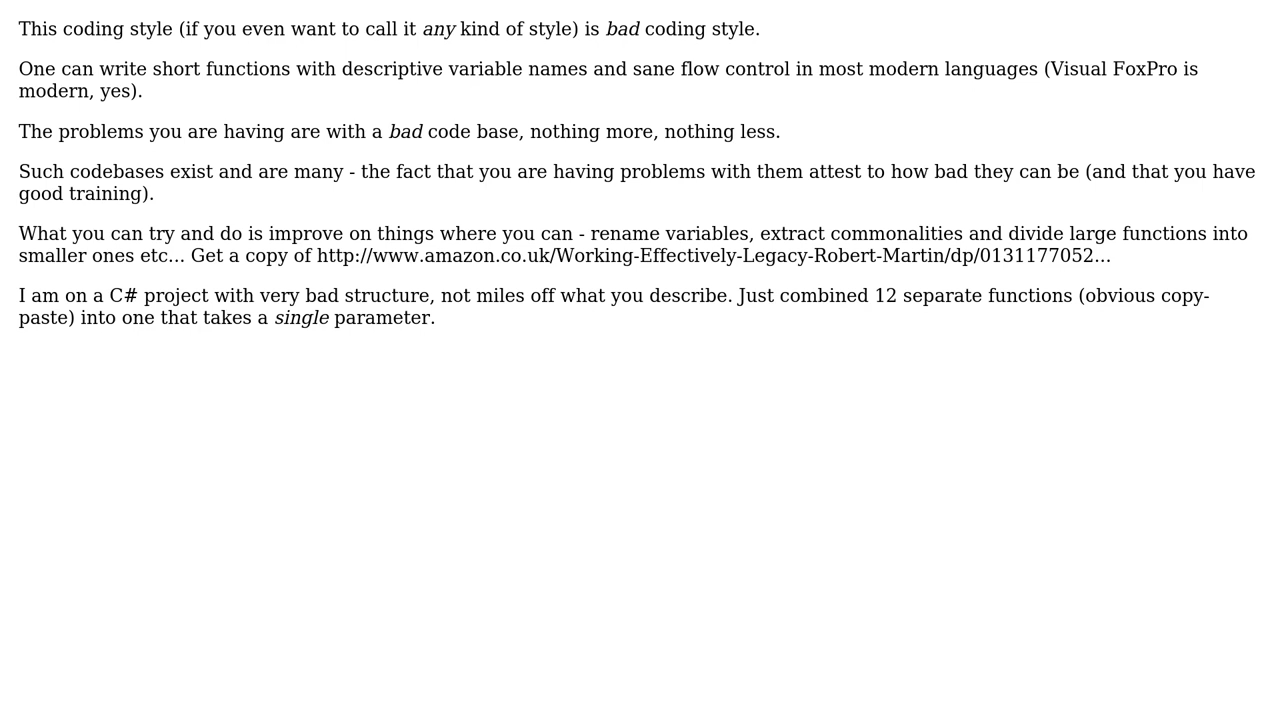 This coding style (if you even want to call it any kind of style) is bad coding style.
One can write short functions with descriptive variable names and sane flow control in most modern languages (Visual FoxPro is
modern, yes).
The problems you are having are with a bad code base, nothing more, nothing less.
Such codebases exist and are many - the fact that you are having problems with them attest to how bad they can be (and that you have
good training).
What you can try and do is improve on things where you can - rename variables, extract commonalities and divide large functions into
smaller ones etc... Get a copy of http://www.amazon.co.uk/Working-Effectively-Legacy-Robert-Martin/dp/0131177052...
I am on a C# project with very bad structure, not miles off what you describe. Just combined 12 separate functions (obvious copy-
paste) into one that takes a single parameter.